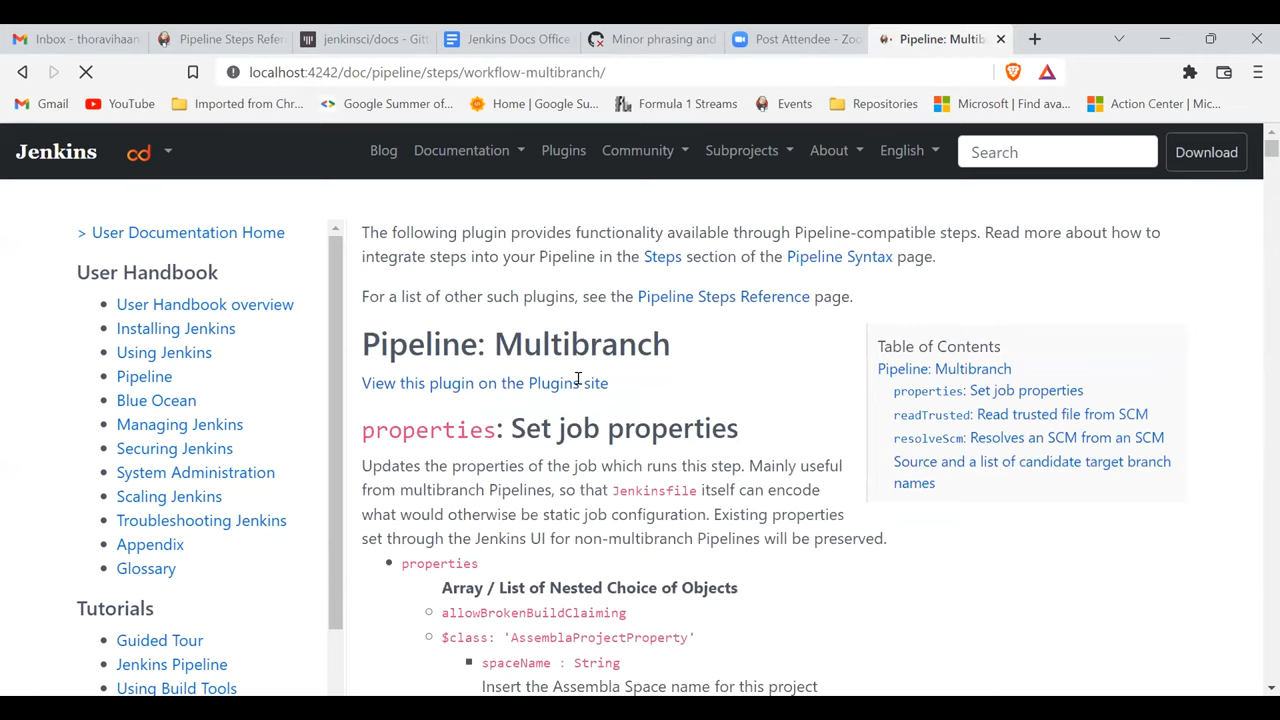 Inbox - thoravihaan
Pipeline Steps Refer
jenkinsci/docs - Gitt
Jenkins Docs Office
Minor phrasing and
Post Attendee - Zoo
Pipeline: Multib
localhost:4242/doc/pipeline/steps/workflow-multibranch/
Gmail
YouTube
Imported from Chr...
Google Summer of...
Home | Google Su...
Formula 1 Streams
Events
Repositories
Microsoft | Find ava...
Action Center | Mic...
Jenkins
cd
Blog
Documentation
Plugins
Community
Subprojects
About
English
Search
Download
> User Documentation Home
User Handbook
User Handbook overview
Installing Jenkins
Using Jenkins
Pipeline
Blue Ocean
Managing Jenkins
Securing Jenkins
System Administration
Scaling Jenkins
Troubleshooting Jenkins
Appendix
Glossary
Tutorials
Guided Tour
Jenkins Pipeline
Using Build Tools
The following plugin provides functionality available through Pipeline-compatible steps. Read more about how to
integrate steps into your Pipeline in the Steps section of the Pipeline Syntax page.
For a list of other such plugins, see the Pipeline Steps Reference page.
Pipeline: Multibranch
View this plugin on the Plugins site
properties: Set job properties
Updates the properties of the job which runs this step. Mainly useful
from multibranch Pipelines, so that Jenkinsfile itself can encode
what would otherwise be static job configuration. Existing properties
set through the Jenkins UI for non-multibranch Pipelines will be preserved.
properties
Array / List of Nested Choice of Objects
allowBrokenBuildClaiming
$class: 'AssemblaProjectProperty'
spaceName : String
Insert the Assembla Space name for this project
Table of Contents
Pipeline: Multibranch
properties: Set job properties
readTrusted: Read trusted file from SCM
resolveScm: Resolves an SCM from an SCM
Source and a list of candidate target branch
names